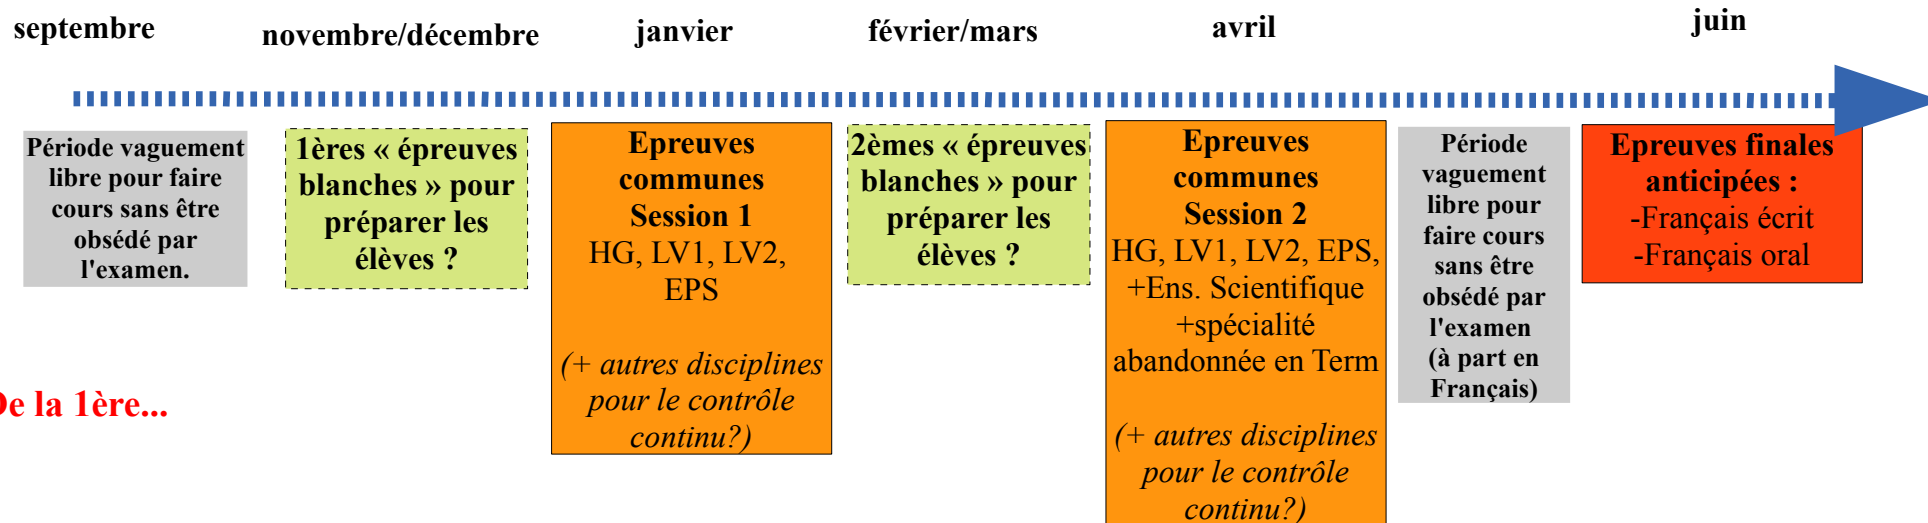 septembre
novembre/décembre
janvier
février/mars
avril
juin
Période vaguement
libre pour faire
cours sans être
obsédé par
l'examen.
1ères « épreuves
blanches » pour
préparer les
élèves ?
Epreuves
communes
Session 1
HG, LV1, LV2,
EPS
(+ autres disciplines
pour le contrôle
continu?)
2èmes « épreuves
blanches » pour
préparer les
élèves ?
Epreuves
communes
Session 2
HG, LV1, LV2, EPS,
+Ens. Scientifique
+spécialité
abandonnée en Term
(+ autres disciplines
pour le contrôle
continu?)
Période
vaguement
libre pour
faire cours
sans être
obsédé par
l'examen
(à part en
Français)
Epreuves finales
anticipées :
-Français écrit
-Français oral
De la 1ère...